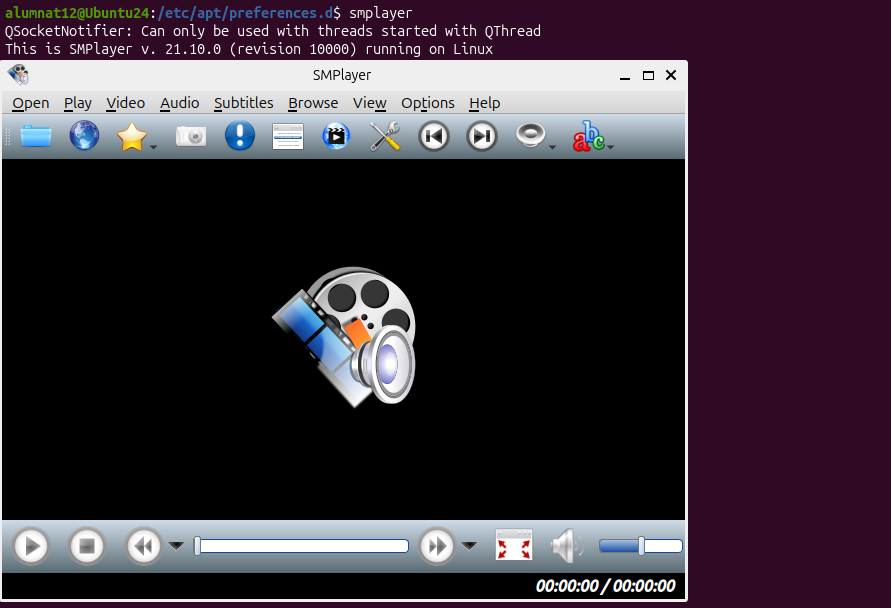 alumnat12@Ubuntu24:/etc/apt/preferences.d$ smplayer
QSocketNotifier: Can only be used with threads started with QThread
This is SMPlayer v. 21.10.0 (revision 10000) running on Linux
SMPlayer
Open Play Video Audio Subtitles Browse View Options Help
abc
00:00:00 / 00:00:00